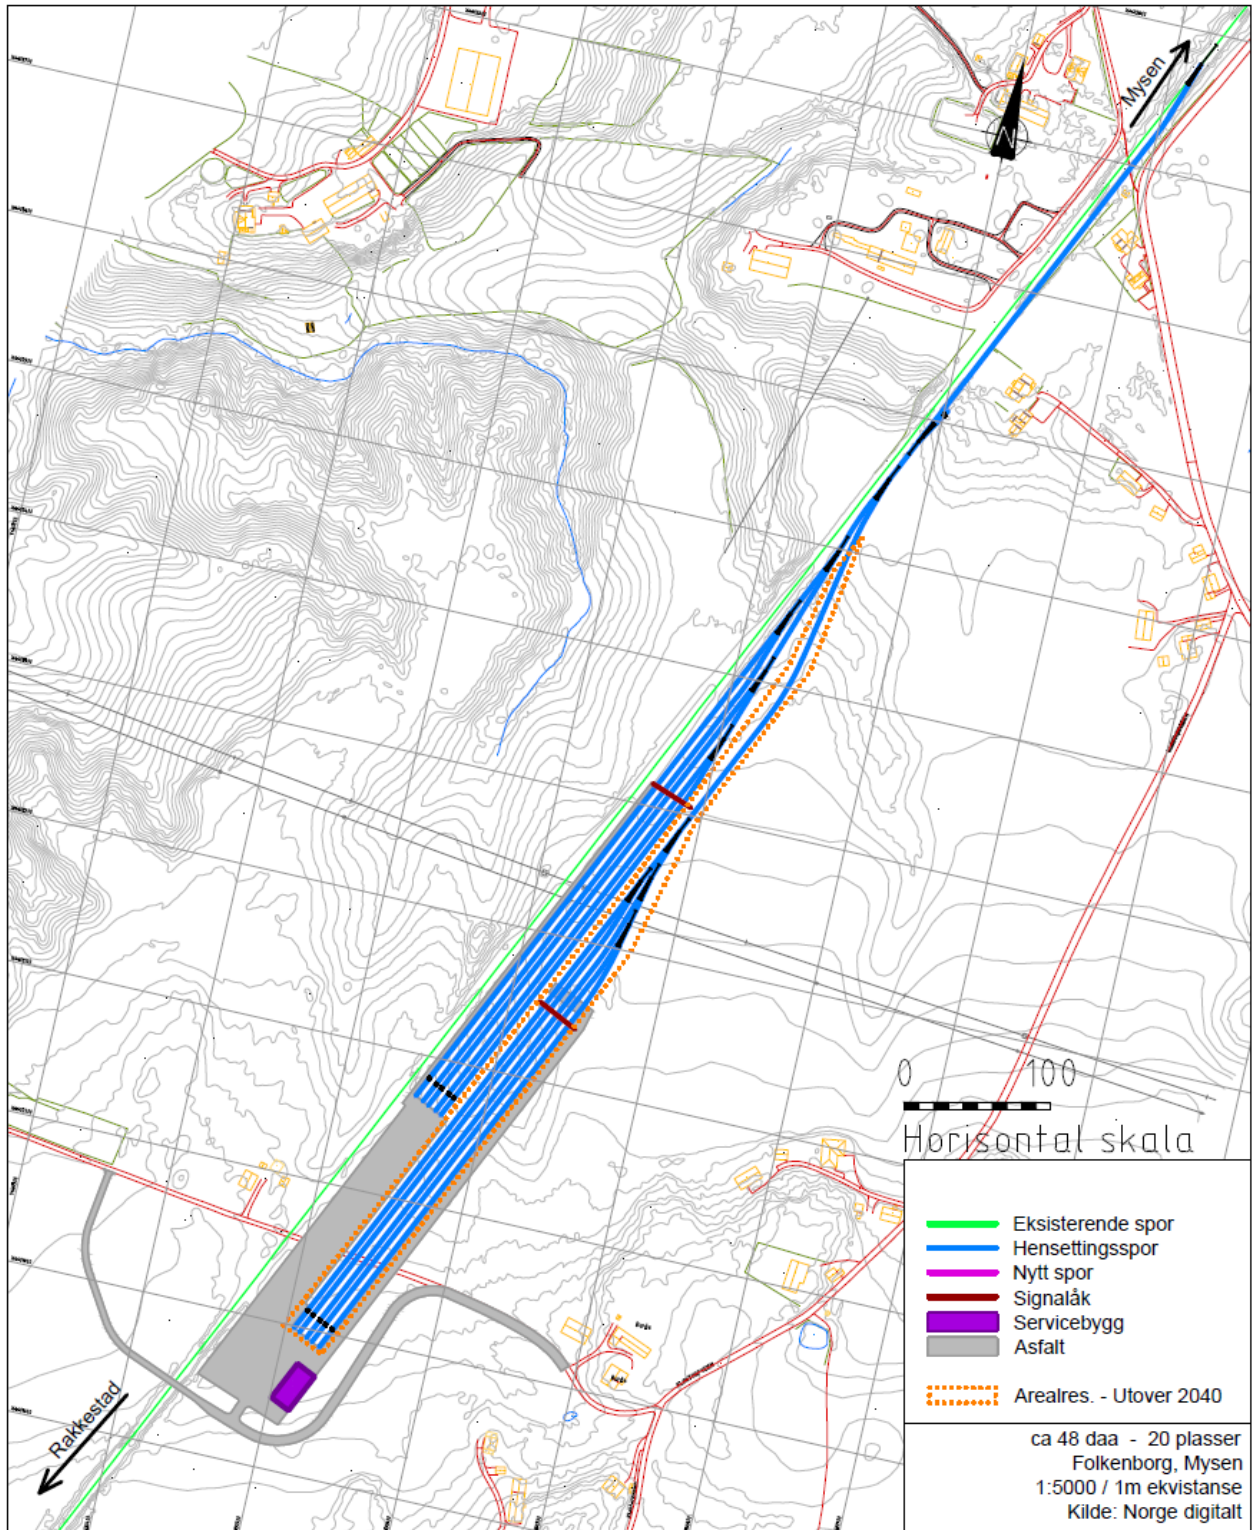 Mysen
N
0 100
Horisontal skala
Eksisterende spor
Hensettingsspor
Nytt spor
Signalåk
Servicebygg
Asfalt
Arealres. - Utover 2040
ca 48 daa - 20 plasser
Folkenborg, Mysen
1:5000 / 1m ekvistanse
Kilde: Norge digitalt
Rakkestad